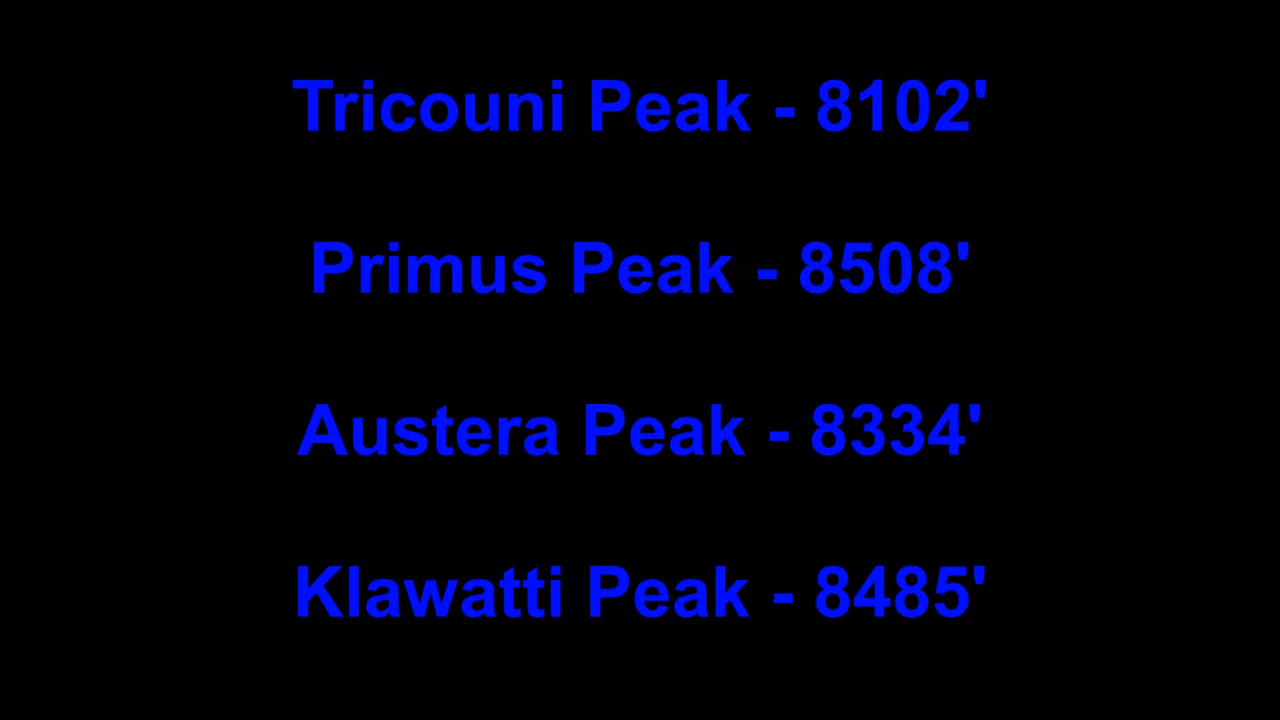 Tricouni Peak - 8102'
Primus Peak - 8508'
Austera Peak - 8334'
Klawatti Peak - 8485'